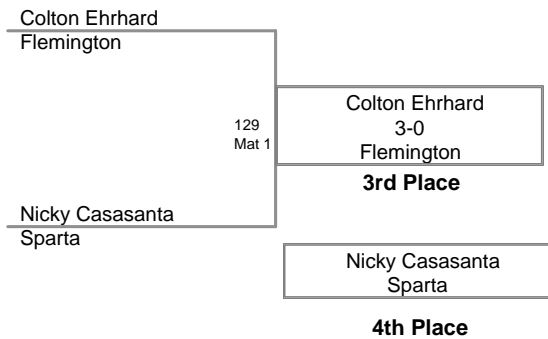 Colton Ehrhard
Flemington
129
Mat 1
Colton Ehrhard
3-0
Flemington
3rd Place
Nicky Casasanta
Sparta
Nicky Casasanta
Sparta
4th Place